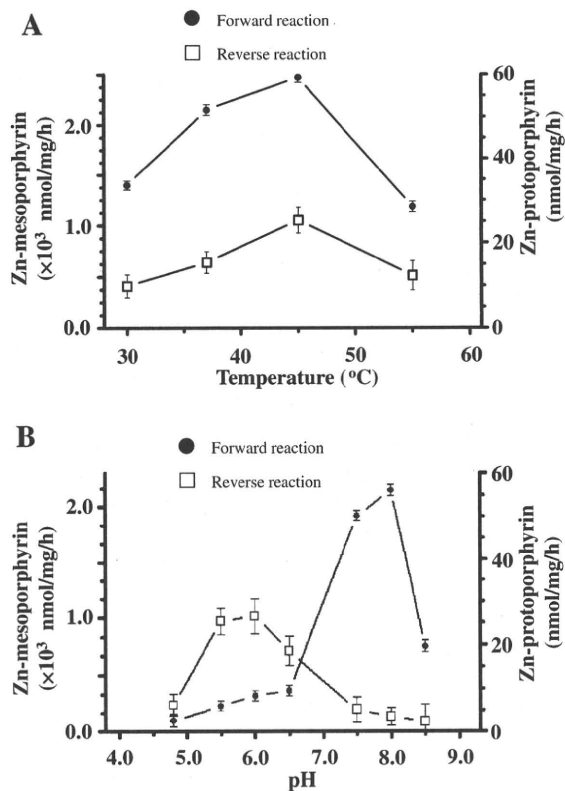 A
Forward reaction
Reverse reaction
Zn-mesoporphyrin
(×10³ nmol/mg/h)
2.0
1.0
0.0
60
40
20
0
Zn-protoporphyrin
(nmol/mg/h)
30 40 50 60
Temperature (°C)
B
Forward reaction
Reverse reaction
Zn-mesoporphyrin
(×10³ nmol/mg/h)
2.0
1.0
0.0
60
40
20
0
Zn-protoporphyrin
(nmol/mg/h)
4.0 5.0 6.0 7.0 8.0 9.0
pH